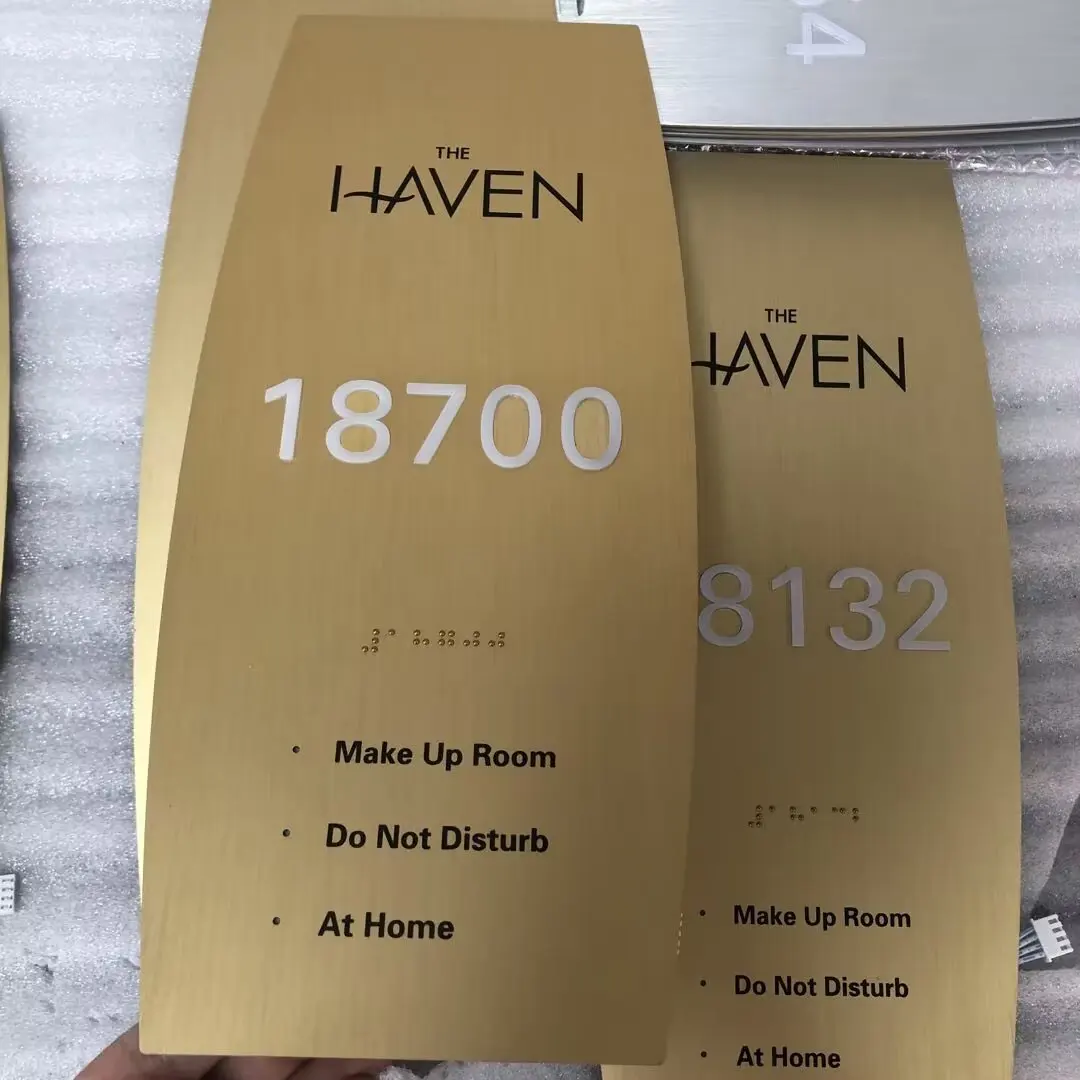 THE
HAVEN
18700
Make Up Room
Do Not Disturb
At Home
THE
HAVEN
8132
Make Up Room
Do Not Disturb
At Home
4